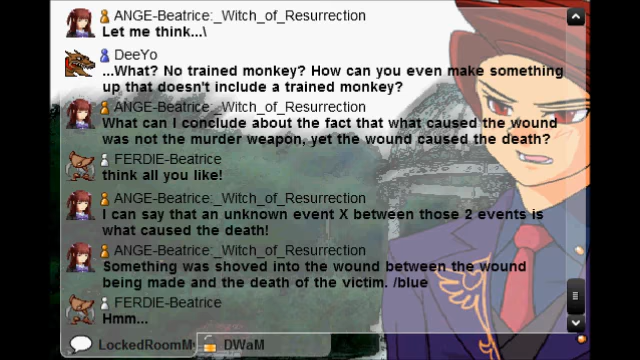 ANGE-Beatrice:_Witch_of_Resurrection
Let me think...\
DeeYo
...What? No trained monkey? How can you even make something
up that doesn't include a trained monkey?
ANGE-Beatrice:_Witch_of_Resurrection
What can I conclude about the fact that what caused the wound
was not the murder weapon, yet the wound caused the death?
FERDIE-Beatrice
think all you like!
ANGE-Beatrice:_Witch_of_Resurrection
I can say that an unknown event X between those 2 events is
what caused the death!
ANGE-Beatrice:_Witch_of_Resurrection
Something was shoved into the wound between the wound
being made and the death of the victim. /blue
FERDIE-Beatrice
Hmm...
LockedRoomMy DWaM